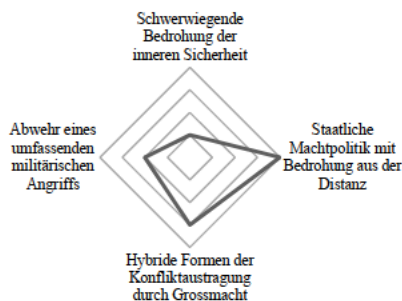 Schwerwiegende
Bedrohung der
inneren Sicherheit
Abwehr eines
umfassenden
militärischen
Angriffs
Staatliche
Machtpolitik mit
Bedrohung aus der
Distanz
Hybride Formen der
Konfliktaustragung
durch Grossmacht